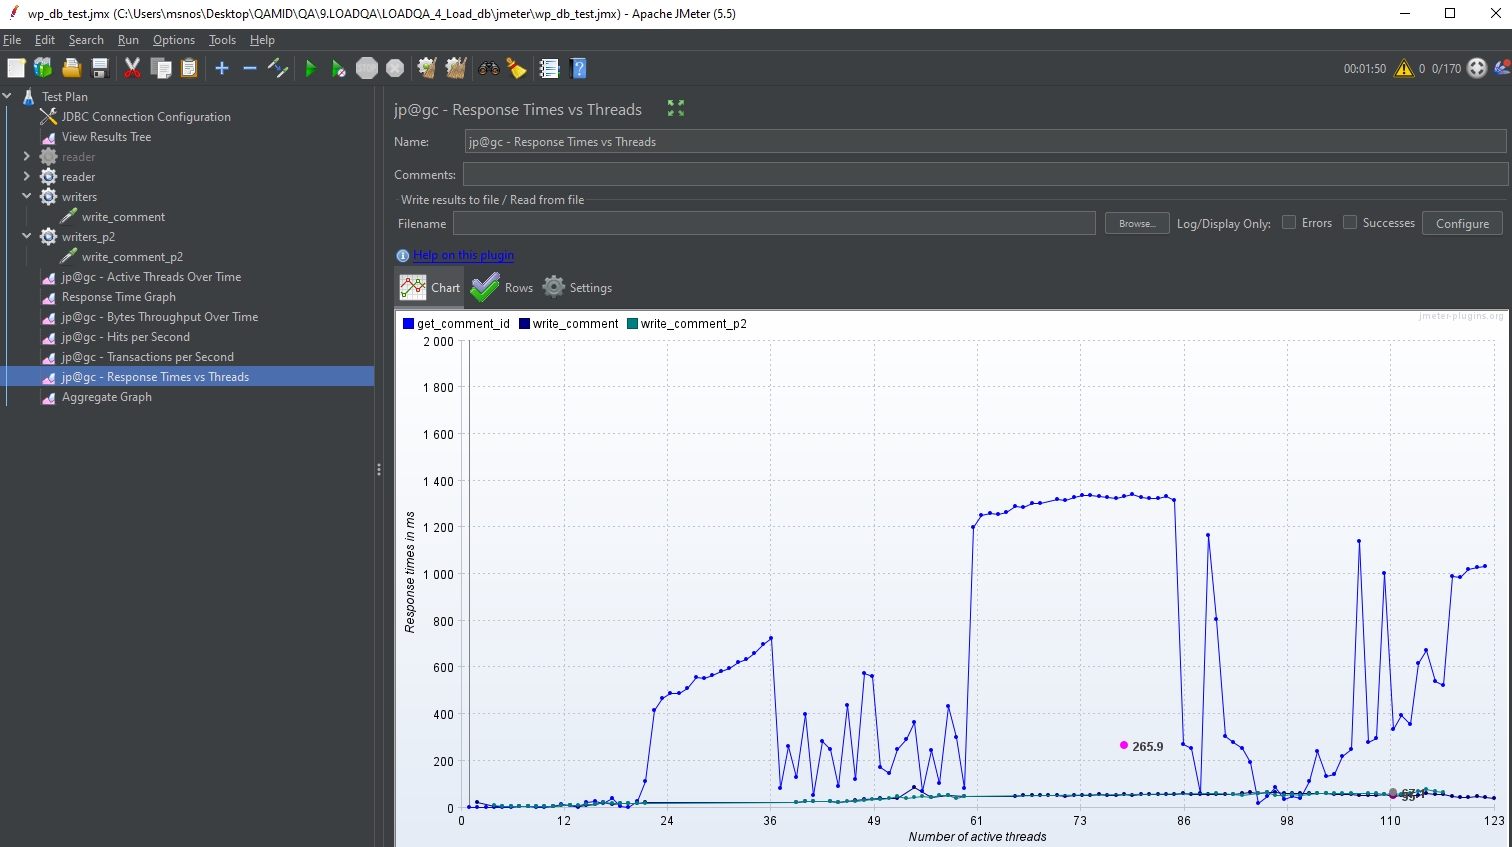 wp_db_test.jmx (C:\Users\msnos\Desktop\QAMID\QA\9.LOADQA\LOADQA_4_Load_db\jmeter\wp_db_test.jmx) - Apache JMeter (5.5)
File Edit Search Run Options Tools Help
STOP 00:01:50 0 0/170
Test Plan
JDBC Connection Configuration
View Results Tree
reader
reader
writers
write_comment
writers_p2
write_comment_p2
jp@gc - Active Threads Over Time
Response Time Graph
jp@gc - Bytes Throughput Over Time
jp@gc - Hits per Second
jp@gc - Transactions per Second
jp@gc - Response Times vs Threads
Aggregate Graph
jp@gc - Response Times vs Threads
Name: jp@gc - Response Times vs Threads
Comments:
Write results to file / Read from file
Filename Browse... Log/Display Only: Errors Successes Configure
Help on this plugin
Chart Rows Settings
jmeter-plugins.org
get_comment_id write_comment write_comment_p2
2 000
1 800
1 600
1 400
1 200
1 000
800
600
400
200
0
Response times in ms
265.9
0 12 24 36 49 61 73 86 98 110 123
Number of active threads